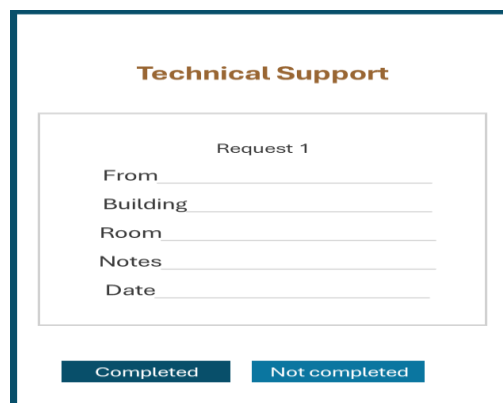 Technical Support
Request 1
From
Building
Room
Notes
Date
Completed Not completed